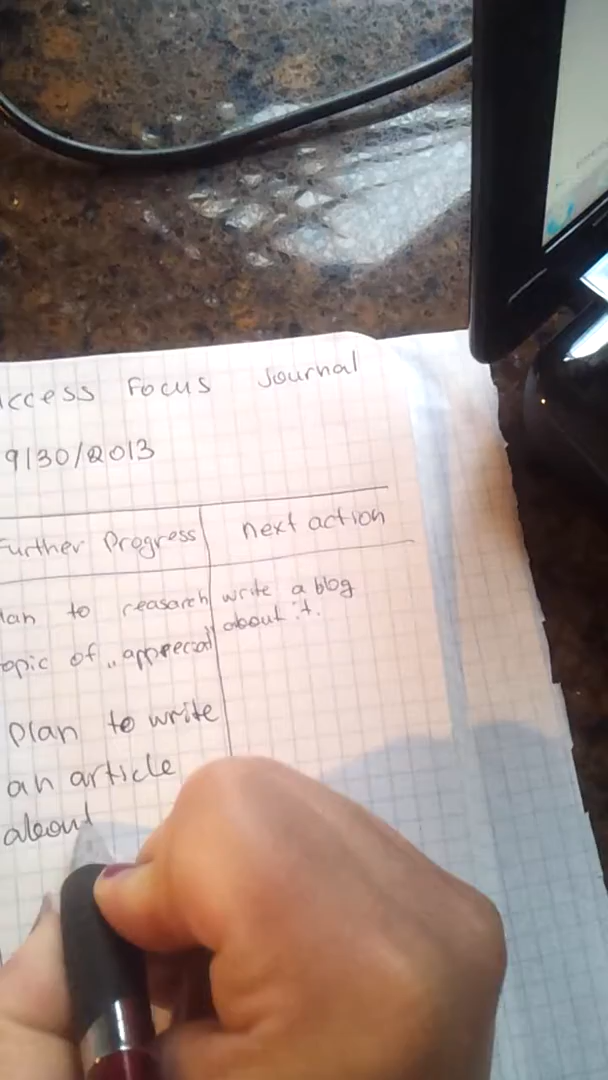 ccess Focus Journal
9/30/2013
Further Progress next action
lan to reasarch write a blog
opic of „appreciat about it.
plan to write
an article
about